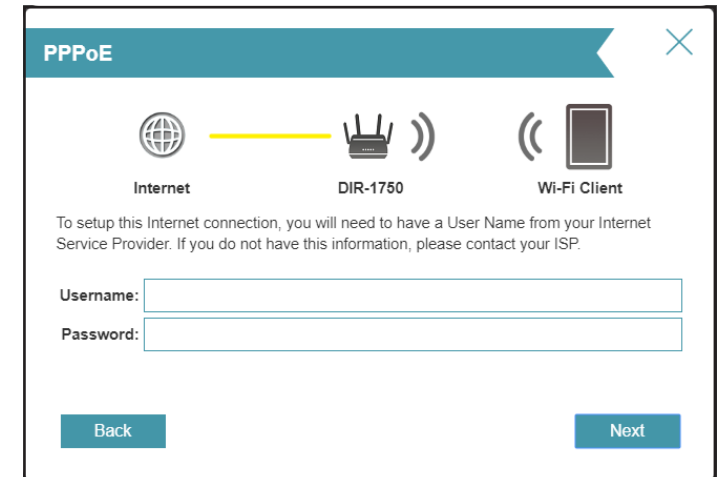 PPPoE
Internet
DIR-1750
Wi-Fi Client
To setup this Internet connection, you will need to have a User Name from your Internet
Service Provider. If you do not have this information, please contact your ISP.
Username:
Password:
Back
Next